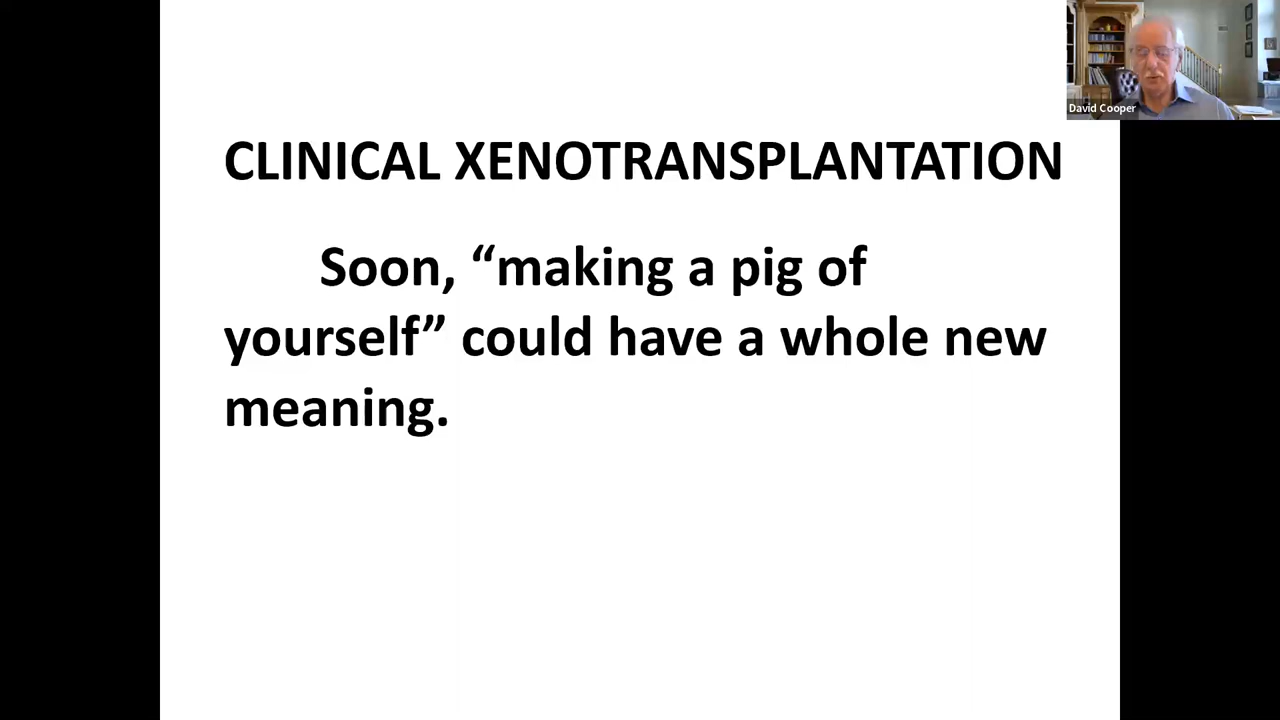 David Cooper
CLINICAL XENOTRANSPLANTATION
Soon, “making a pig of
yourself” could have a whole new
meaning.